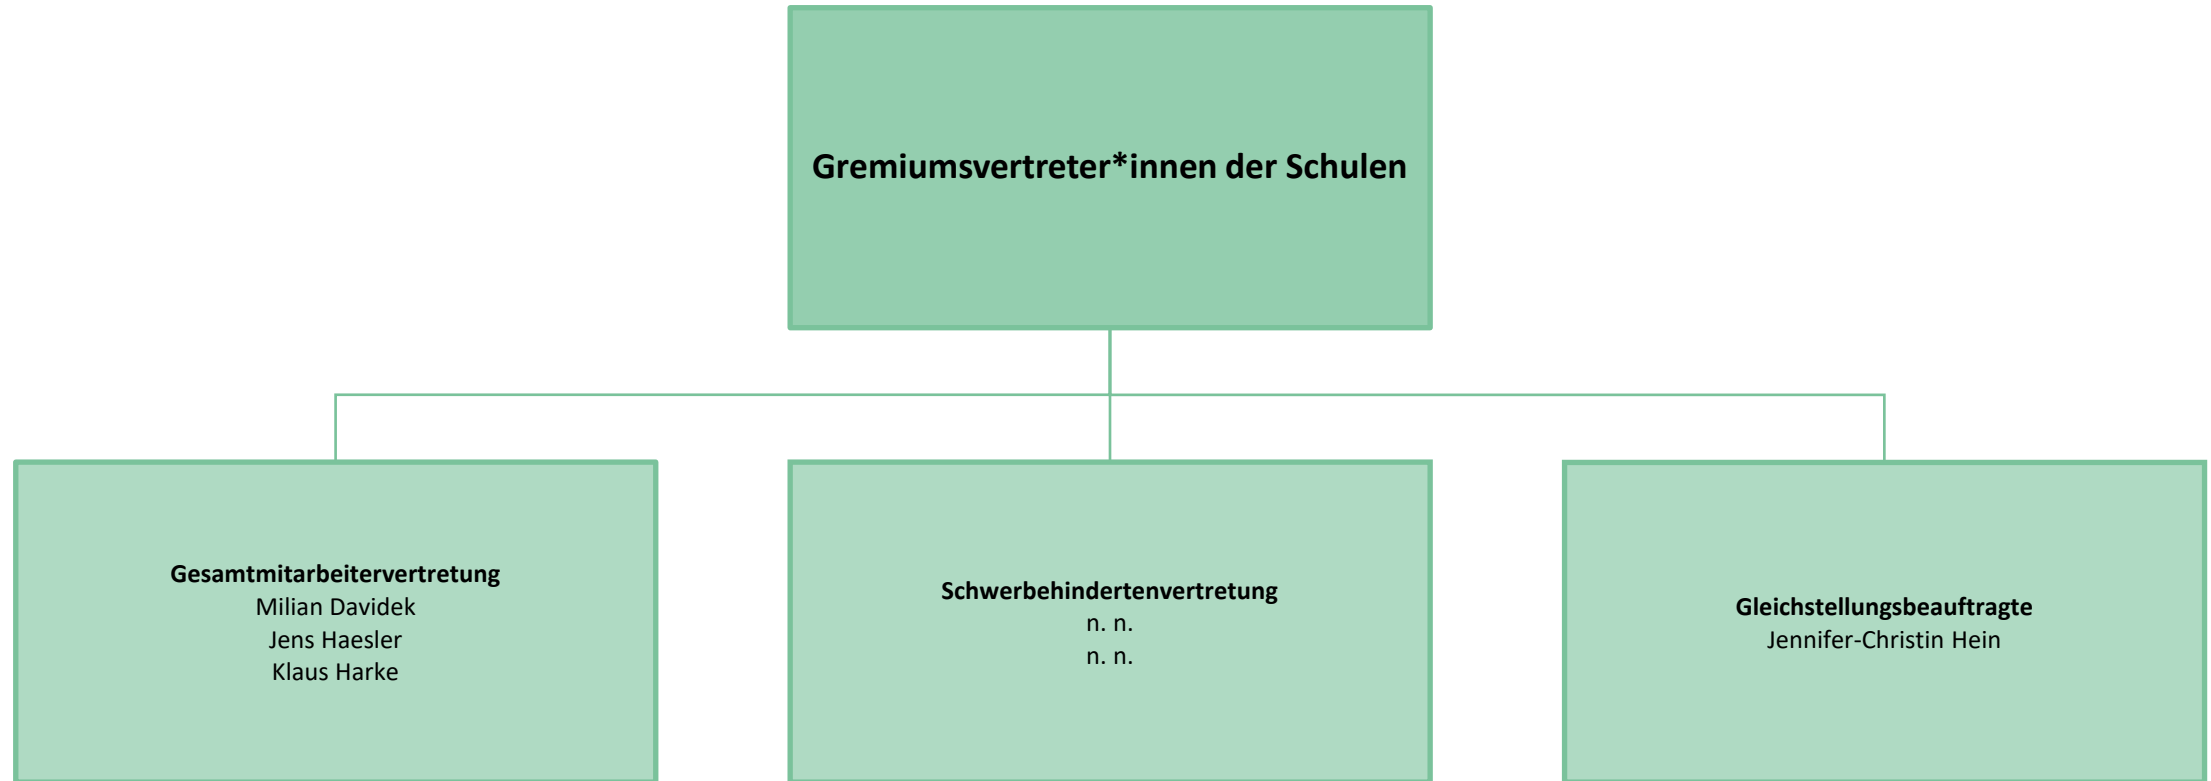 Gremiumsvertreter*innen der Schulen
Gesamtmitarbeitervertretung
Milian Davidek
Jens Haesler
Klaus Harke
Schwerbehindertenvertretung
n. n.
n. n.
Gleichstellungsbeauftragte
Jennifer-Christin Hein